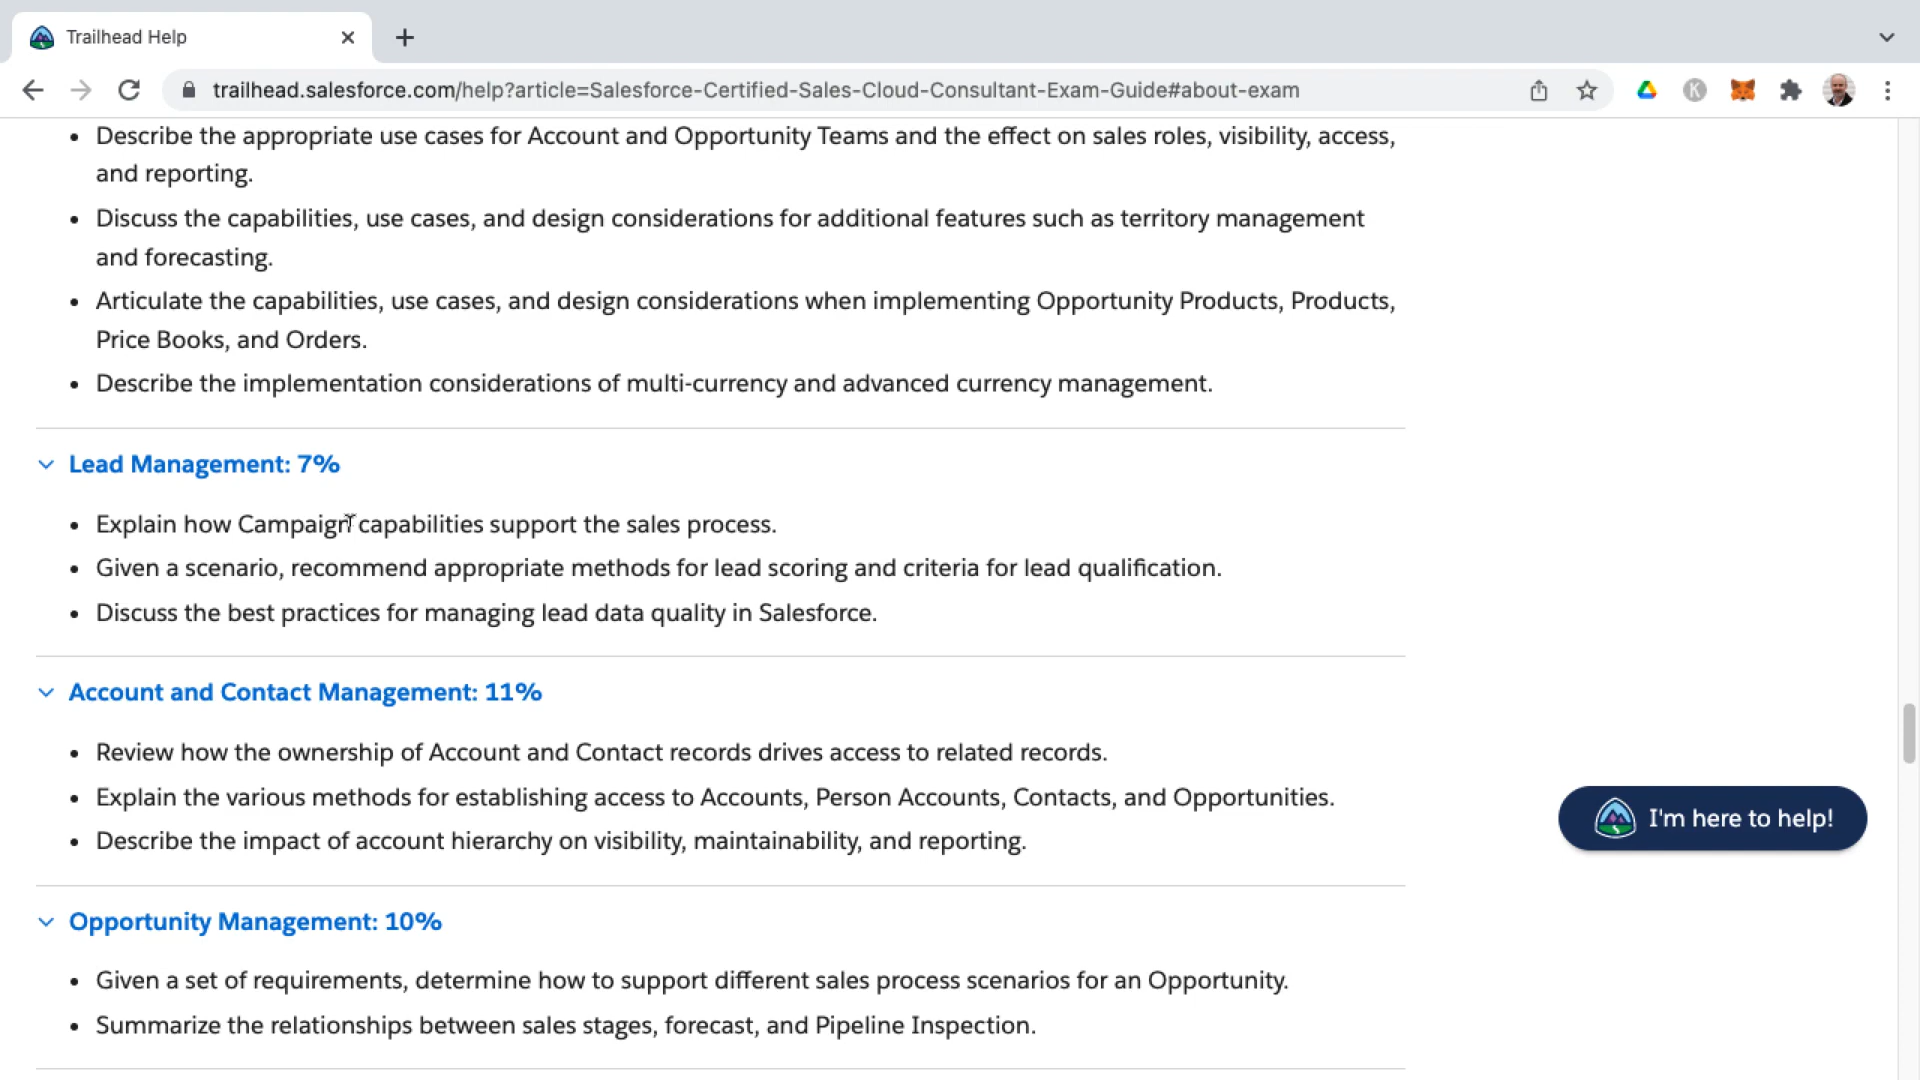 Trailhead Help
trailhead.salesforce.com/help?article=Salesforce-Certified-Sales-Cloud-Consultant-Exam-Guide#about-exam
K
• Describe the appropriate use cases for Account and Opportunity Teams and the effect on sales roles, visibility, access,
and reporting.
• Discuss the capabilities, use cases, and design considerations for additional features such as territory management
and forecasting.
• Articulate the capabilities, use cases, and design considerations when implementing Opportunity Products, Products,
Price Books, and Orders.
• Describe the implementation considerations of multi-currency and advanced currency management.
Lead Management: 7%
• Explain how Campaign capabilities support the sales process.
• Given a scenario, recommend appropriate methods for lead scoring and criteria for lead qualification.
• Discuss the best practices for managing lead data quality in Salesforce.
Account and Contact Management: 11%
• Review how the ownership of Account and Contact records drives access to related records.
• Explain the various methods for establishing access to Accounts, Person Accounts, Contacts, and Opportunities.
• Describe the impact of account hierarchy on visibility, maintainability, and reporting.
I'm here to help!
Opportunity Management: 10%
• Given a set of requirements, determine how to support different sales process scenarios for an Opportunity.
• Summarize the relationships between sales stages, forecast, and Pipeline Inspection.